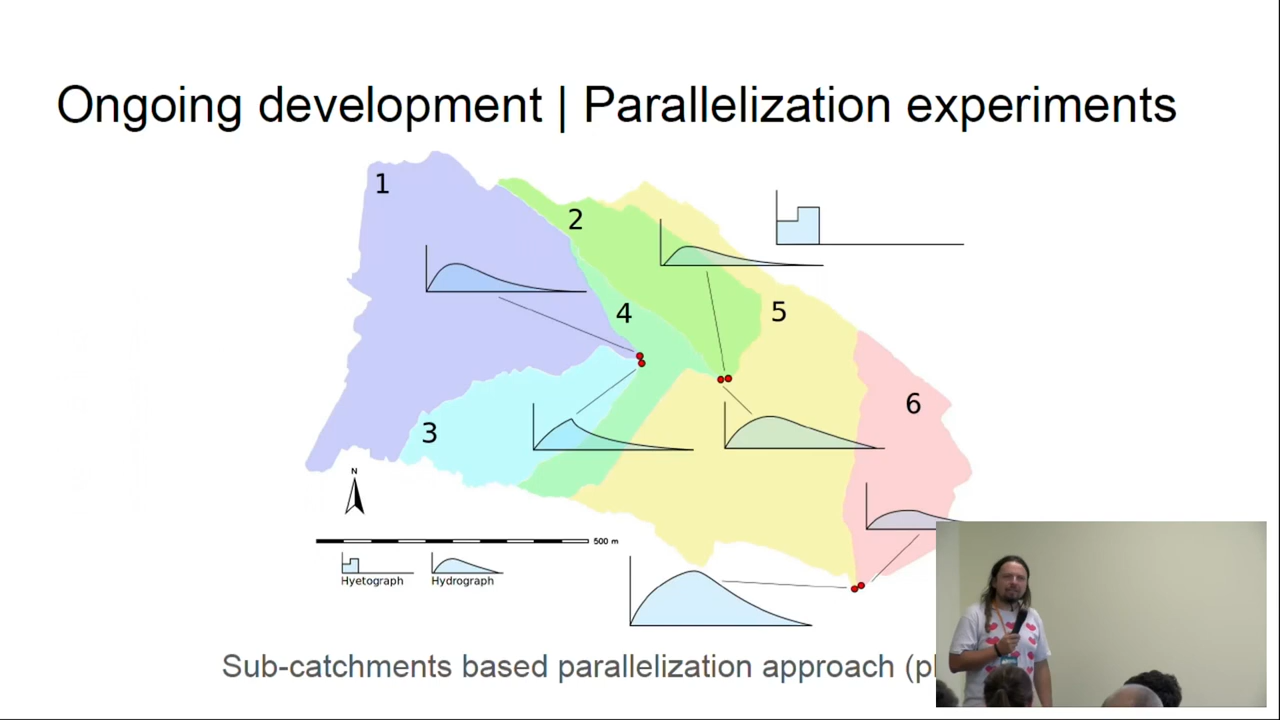 Ongoing development | Parallelization experiments
1
2
4
5
3
6
N
500 m
Hyetograph Hydrograph
Sub-catchments based parallelization approach